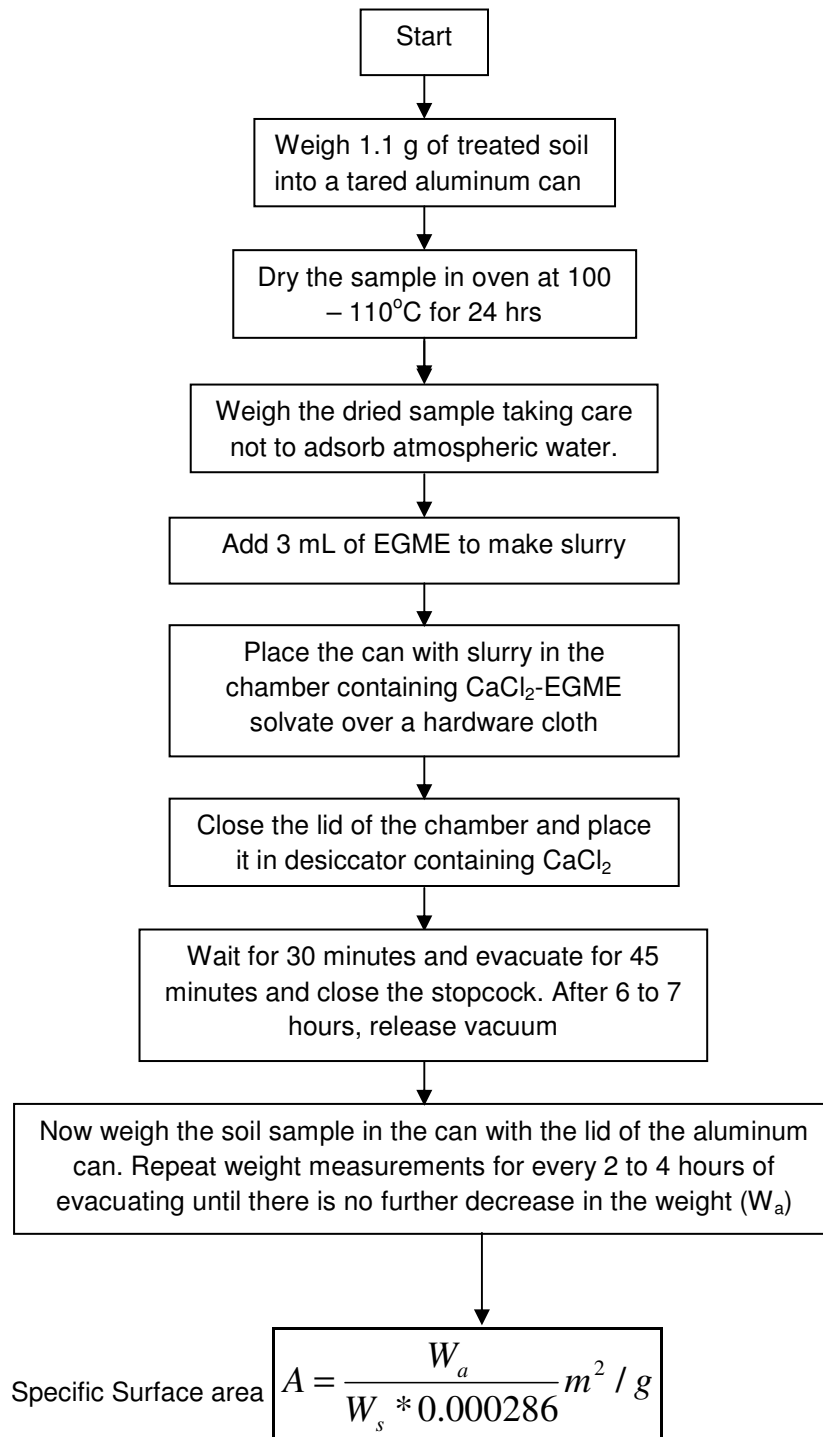 Start
Weigh 1.1 g of treated soil
into a tared aluminum can
Dry the sample in oven at 100
– 110°C for 24 hrs
Weigh the dried sample taking care
not to adsorb atmospheric water.
Add 3 mL of EGME to make slurry
Place the can with slurry in the
chamber containing CaCl₂-EGME
solvate over a hardware cloth
Close the lid of the chamber and place
it in desiccator containing CaCl₂
Wait for 30 minutes and evacuate for 45
minutes and close the stopcock. After 6 to 7
hours, release vacuum
Now weigh the soil sample in the can with the lid of the aluminum
can. Repeat weight measurements for every 2 to 4 hours of
evacuating until there is no further decrease in the weight (Wₐ)
Specific Surface area A = Wₐ / (Wₛ * 0.000286) m² / g